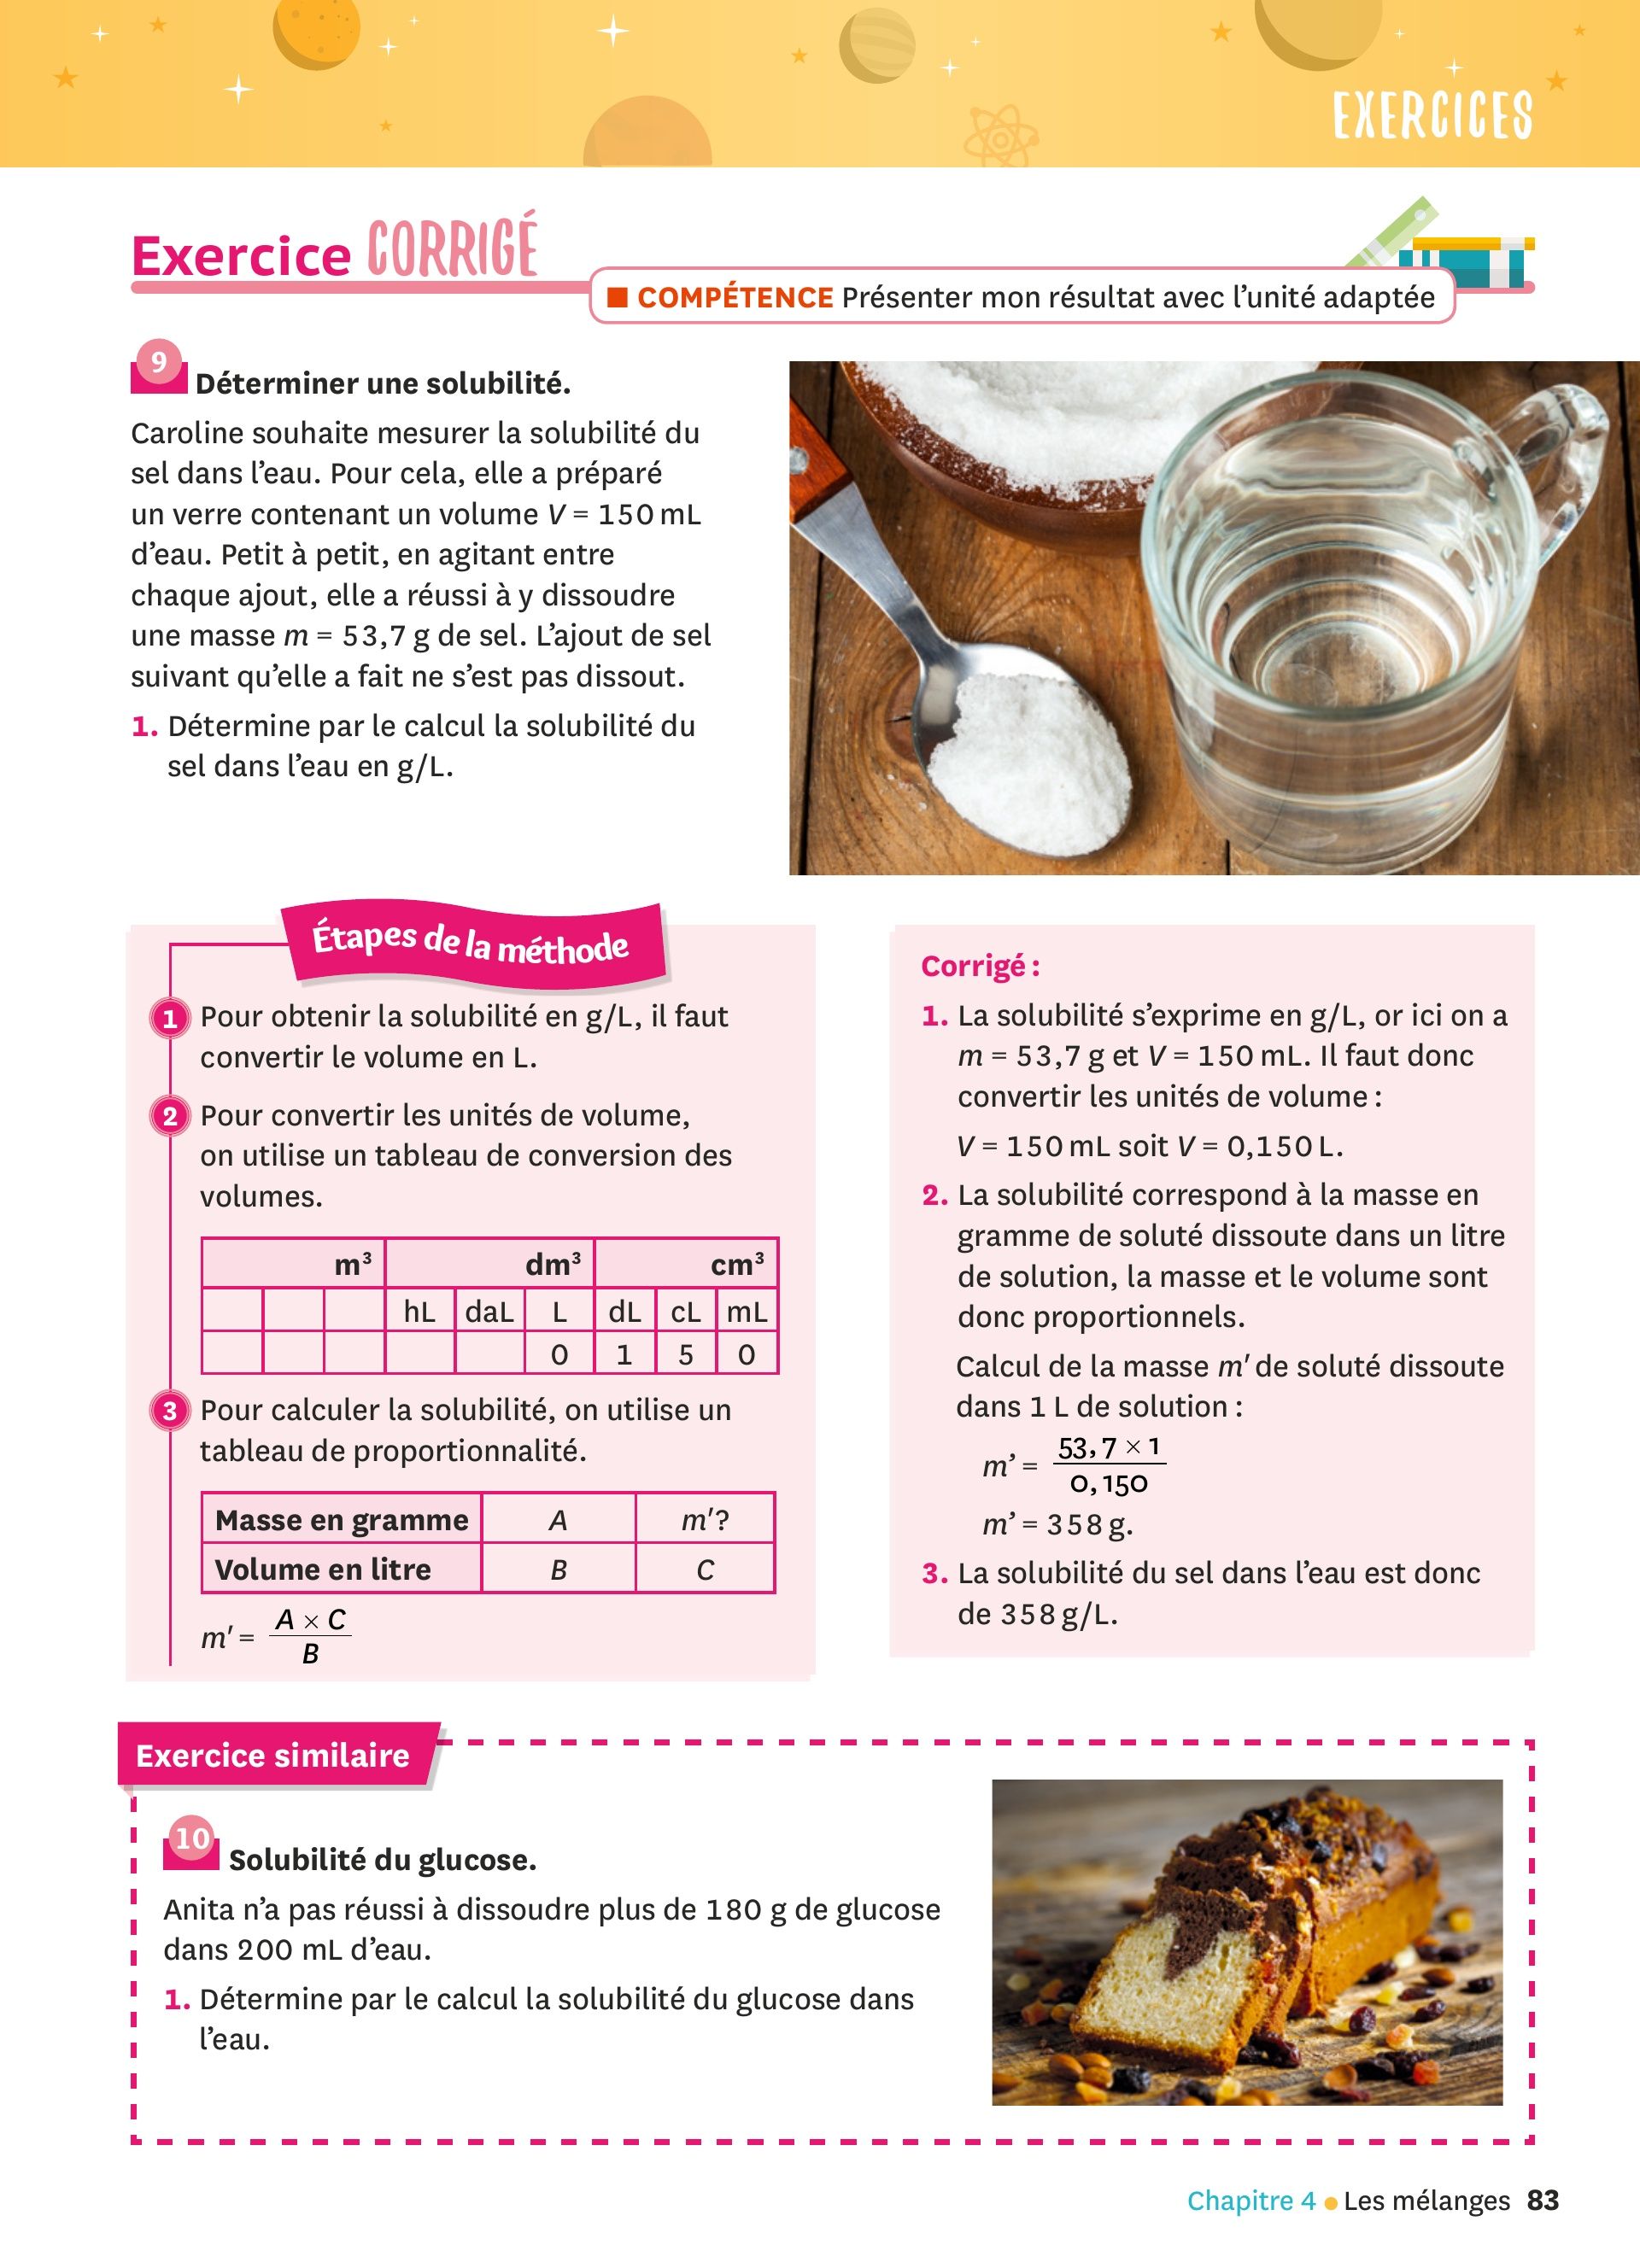 EXERCICES
Exercice CORRIGÉ
■ COMPÉTENCE Présenter mon résultat avec l’unité adaptée
9 Déterminer une solubilité.
Caroline souhaite mesurer la solubilité du
sel dans l’eau. Pour cela, elle a préparé
un verre contenant un volume V = 150 mL
d’eau. Petit à petit, en agitant entre
chaque ajout, elle a réussi à y dissoudre
une masse m = 53,7 g de sel. L’ajout de sel
suivant qu’elle a fait ne s’est pas dissout.
1. Détermine par le calcul la solubilité du
sel dans l’eau en g/L.
Étapes de la méthode
1 Pour obtenir la solubilité en g/L, il faut
convertir le volume en L.
2 Pour convertir les unités de volume,
on utilise un tableau de conversion des
volumes.
m³ dm³ cm³
hL daL L dL cL mL
0 1 5 0
3 Pour calculer la solubilité, on utilise un
tableau de proportionnalité.
Masse en gramme A m′?
Volume en litre B C
m′ = A × C / B
Corrigé :
1. La solubilité s’exprime en g/L, or ici on a
m = 53,7 g et V = 150 mL. Il faut donc
convertir les unités de volume :
V = 150 mL soit V = 0,150 L.
2. La solubilité correspond à la masse en
gramme de soluté dissoute dans un litre
de solution, la masse et le volume sont
donc proportionnels.
Calcul de la masse m′ de soluté dissoute
dans 1 L de solution :
m’ = 53,7 × 1 / 0,150
m’ = 358 g.
3. La solubilité du sel dans l’eau est donc
de 358 g/L.
Exercice similaire
10 Solubilité du glucose.
Anita n’a pas réussi à dissoudre plus de 180 g de glucose
dans 200 mL d’eau.
1. Détermine par le calcul la solubilité du glucose dans
l’eau.
Chapitre 4 • Les mélanges 83